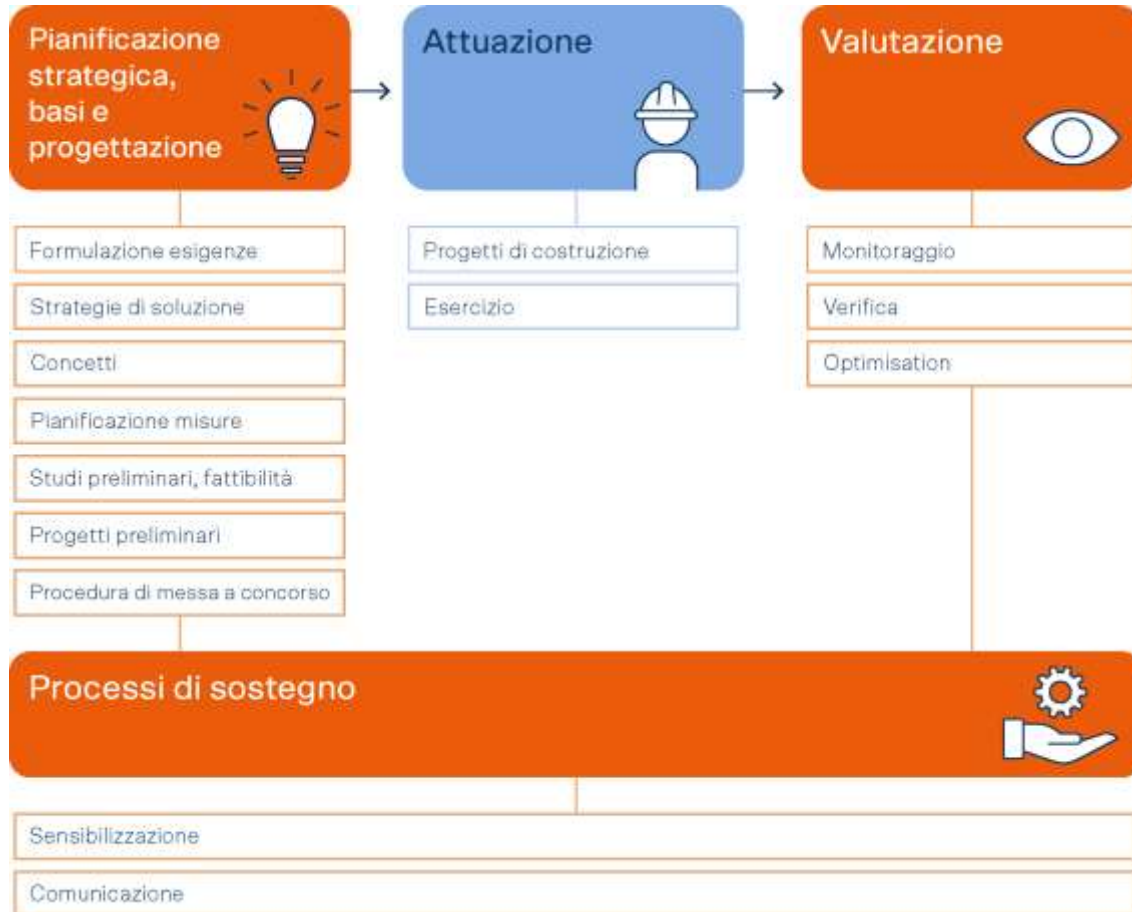 Pianificazione
strategica,
basi e
progettazione
Formulazione esigenze
Strategie di soluzione
Concetti
Pianificazione misure
Studi preliminari, fattibilità
Progetti preliminari
Procedura di messa a concorso
Attuazione
Progetti di costruzione
Esercizio
Valutazione
Monitoraggio
Verifica
Optimisation
Processi di sostegno
Sensibilizzazione
Comunicazione